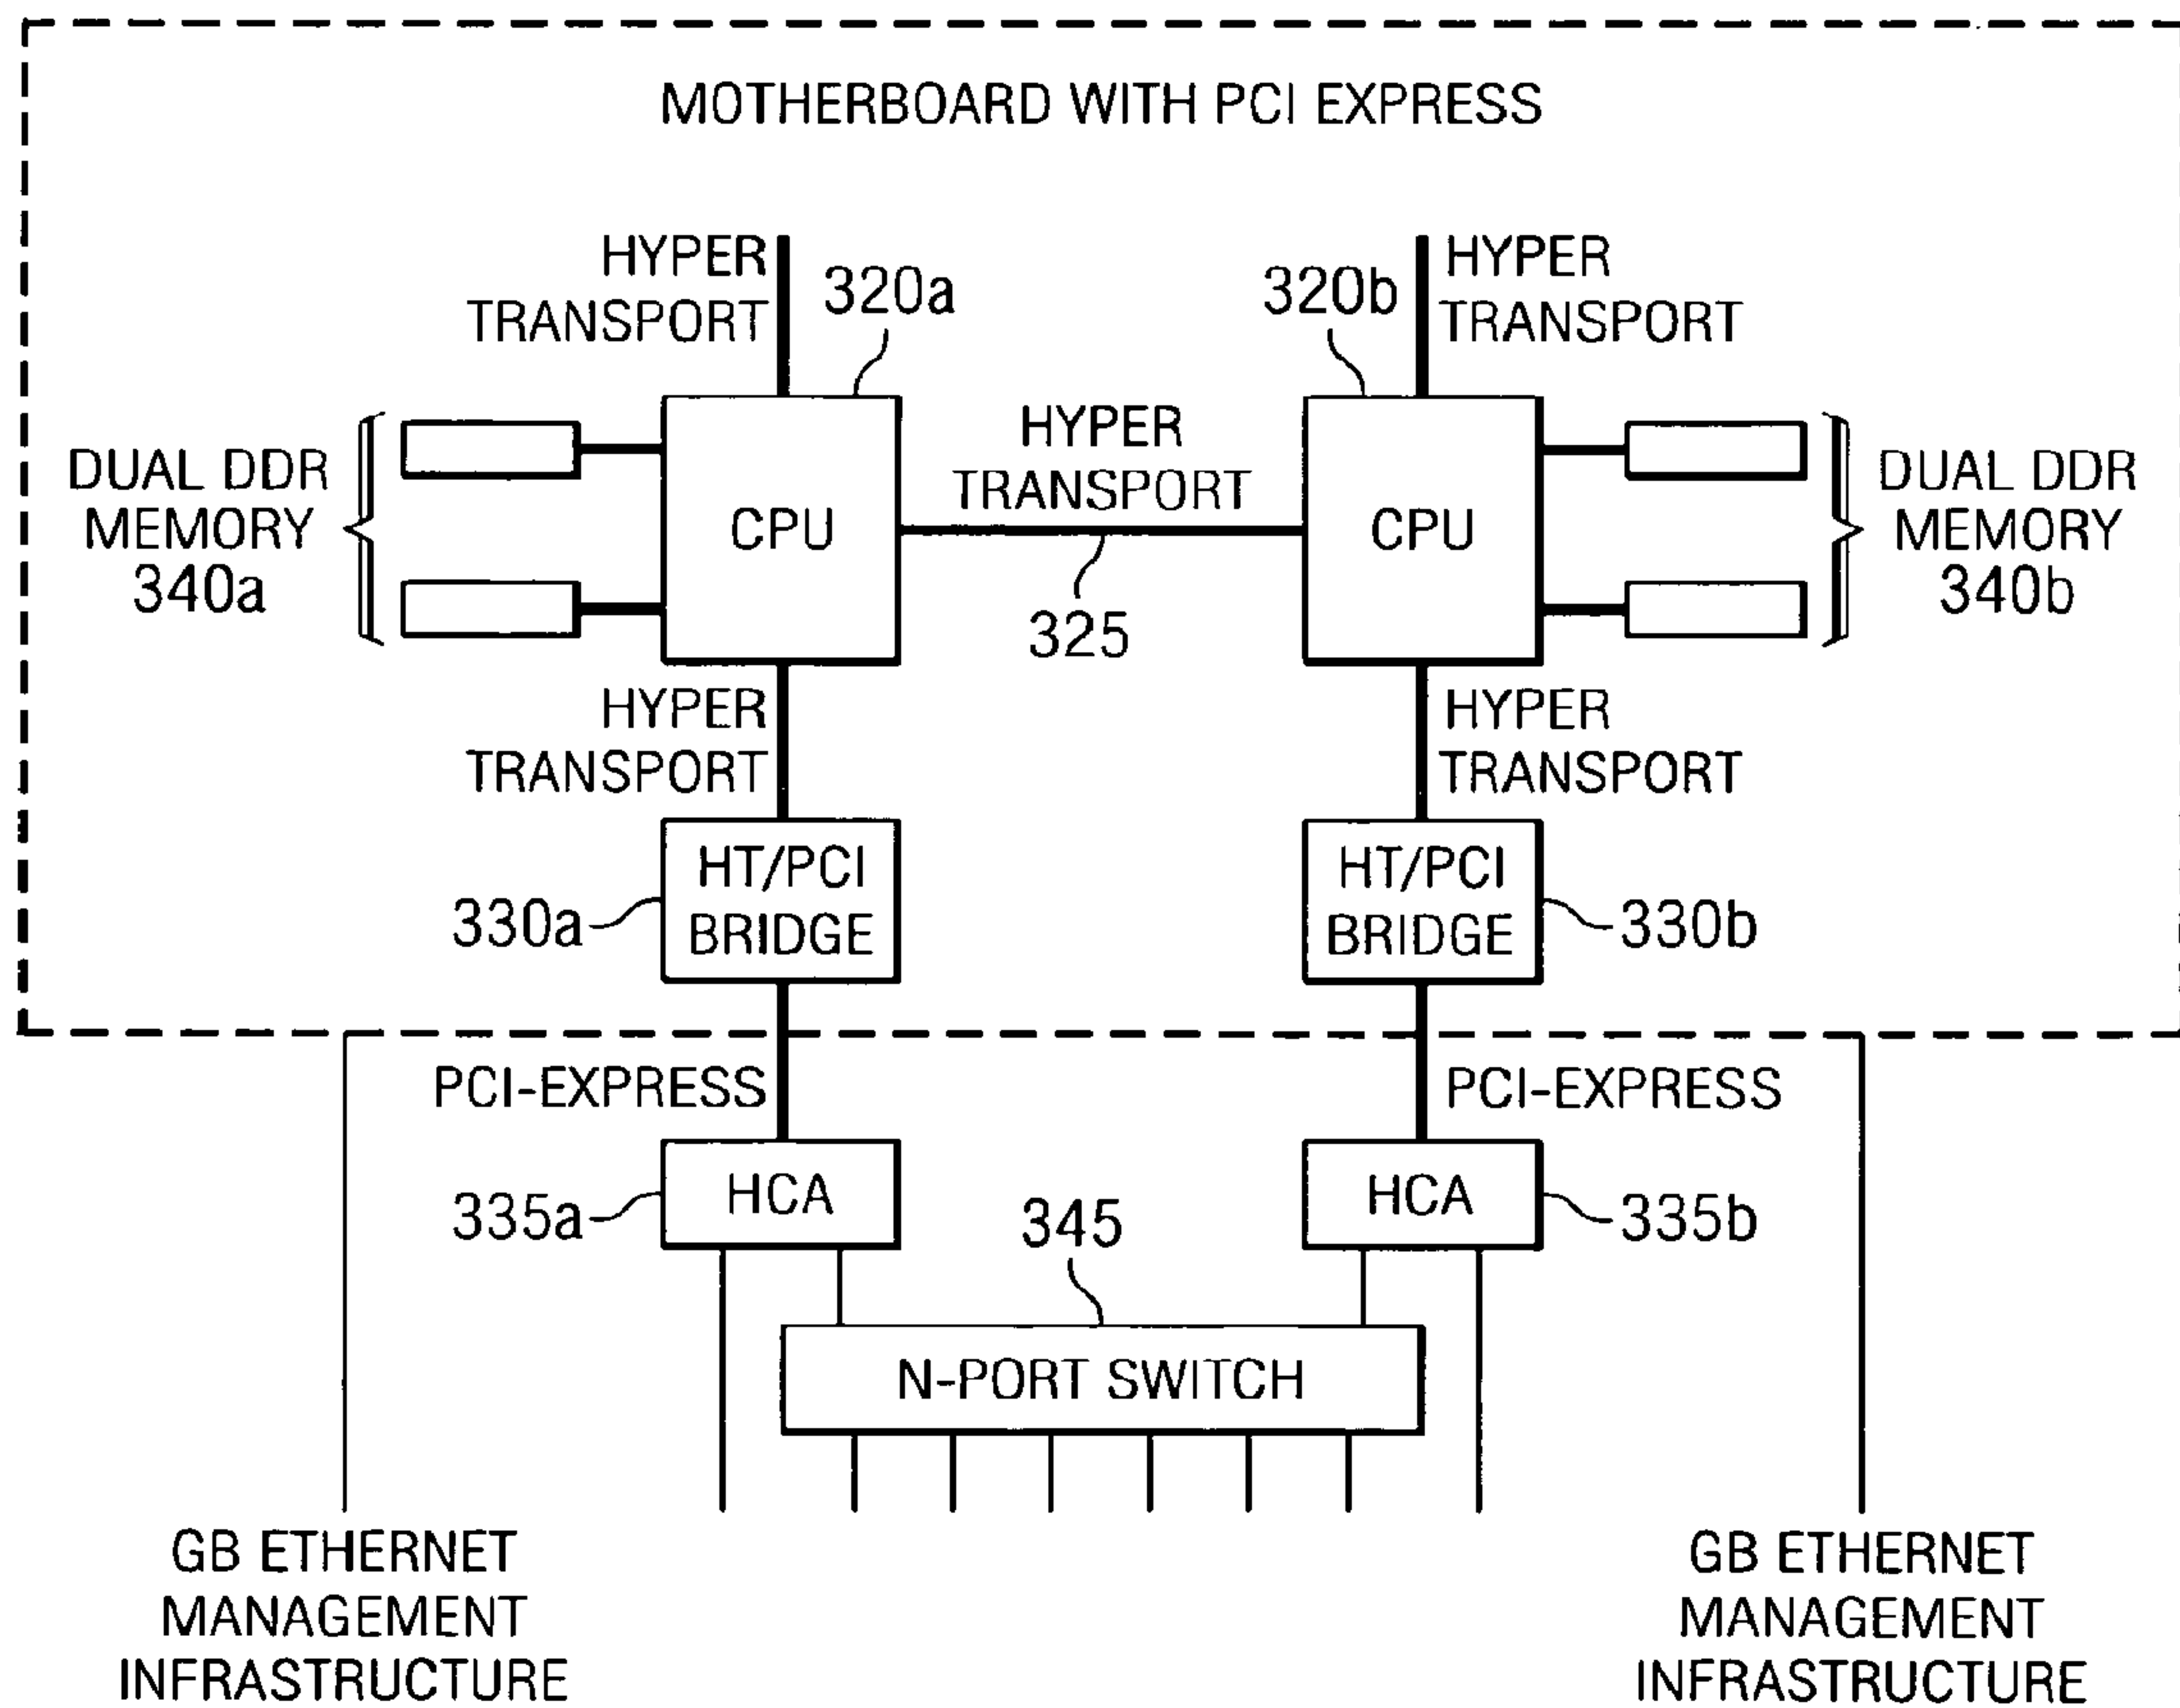 MOTHERBOARD WITH PCI EXPRESS
HYPER
TRANSPORT
320a
320b
HYPER
TRANSPORT
DUAL DDR
MEMORY
340a
CPU
HYPER
TRANSPORT
325
CPU
DUAL DDR
MEMORY
340b
HYPER
TRANSPORT
HYPER
TRANSPORT
330a
HT/PCI
BRIDGE
HT/PCI
BRIDGE
330b
PCI-EXPRESS
PCI-EXPRESS
335a
HCA
345
HCA
335b
N-PORT SWITCH
GB ETHERNET
MANAGEMENT
INFRASTRUCTURE
GB ETHERNET
MANAGEMENT
INFRASTRUCTURE